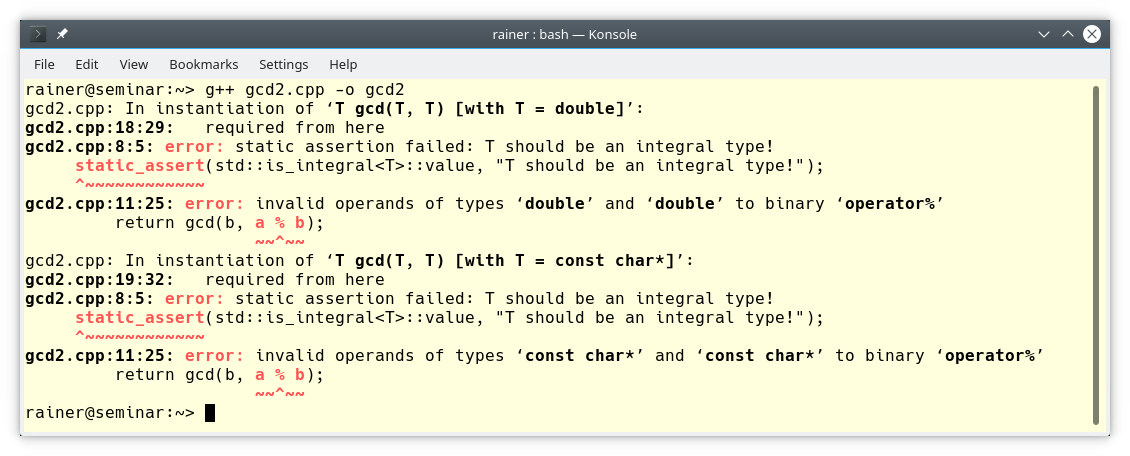 rainer : bash — Konsole
File Edit View Bookmarks Settings Help
rainer@seminar:~> g++ gcd2.cpp -o gcd2
gcd2.cpp: In instantiation of ‘T gcd(T, T) [with T = double]’:
gcd2.cpp:18:29:   required from here
gcd2.cpp:8:5: error: static assertion failed: T should be an integral type!
     static_assert(std::is_integral<T>::value, "T should be an integral type!");
     ^~~~~~~~~~~~~
gcd2.cpp:11:25: error: invalid operands of types ‘double’ and ‘double’ to binary ‘operator%’
         return gcd(b, a % b);
                       ~~^~~
gcd2.cpp: In instantiation of ‘T gcd(T, T) [with T = const char*]’:
gcd2.cpp:19:32:   required from here
gcd2.cpp:8:5: error: static assertion failed: T should be an integral type!
     static_assert(std::is_integral<T>::value, "T should be an integral type!");
     ^~~~~~~~~~~~~
gcd2.cpp:11:25: error: invalid operands of types ‘const char*’ and ‘const char*’ to binary ‘operator%’
         return gcd(b, a % b);
                       ~~^~~
rainer@seminar:~>